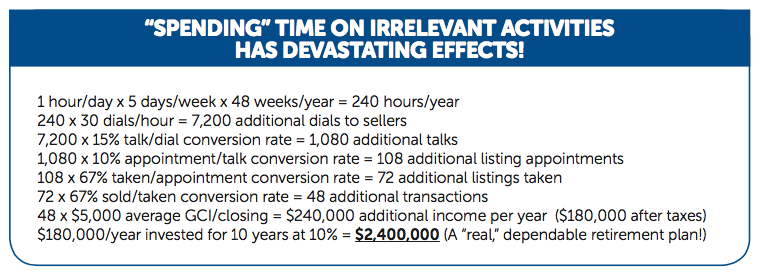 “SPENDING” TIME ON IRRELEVANT ACTIVITIES
HAS DEVASTATING EFFECTS!
1 hour/day x 5 days/week x 48 weeks/year = 240 hours/year
240 x 30 dials/hour = 7,200 additional dials to sellers
7,200 x 15% talk/dial conversion rate = 1,080 additional talks
1,080 x 10% appointment/talk conversion rate = 108 additional listing appointments
108 x 67% taken/appointment conversion rate = 72 additional listings taken
72 x 67% sold/taken conversion rate = 48 additional transactions
48 x $5,000 average GCI/closing = $240,000 additional income per year ($180,000 after taxes)
$180,000/year invested for 10 years at 10% = $2,400,000 (A “real,” dependable retirement plan!)